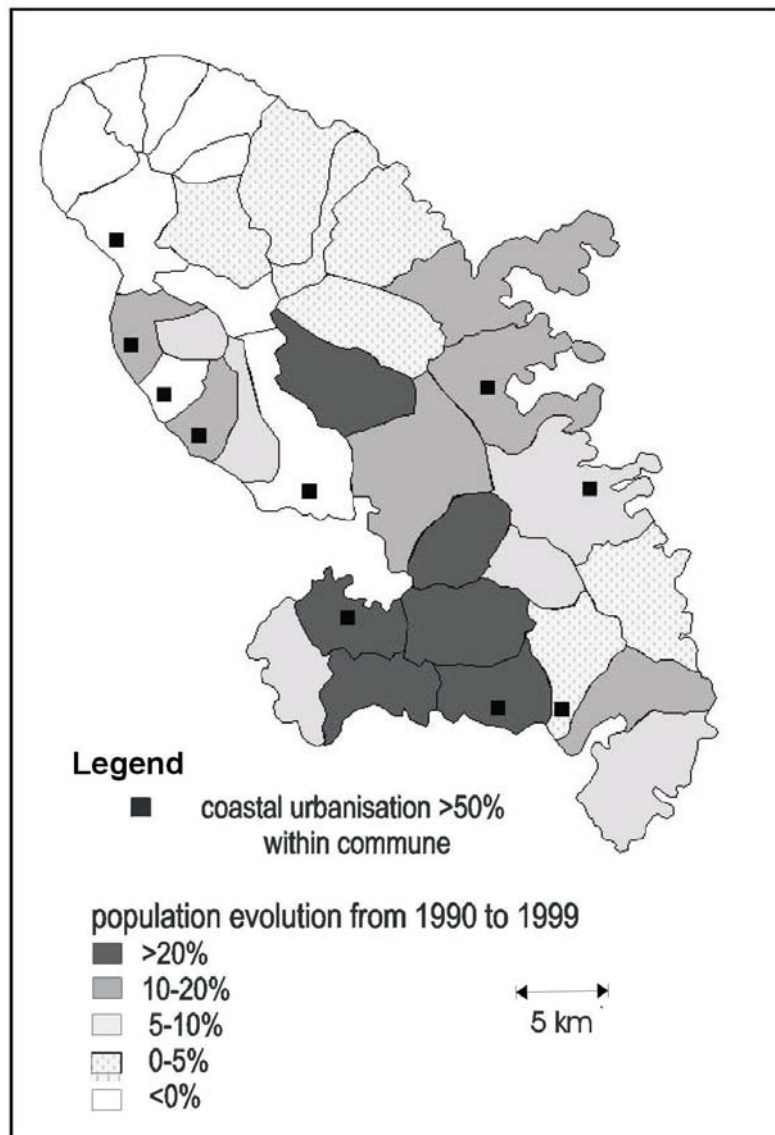 Legend
coastal urbanisation >50%
within commune
population evolution from 1990 to 1999
>20%
10-20%
5-10%
0-5%
<0%
5 km